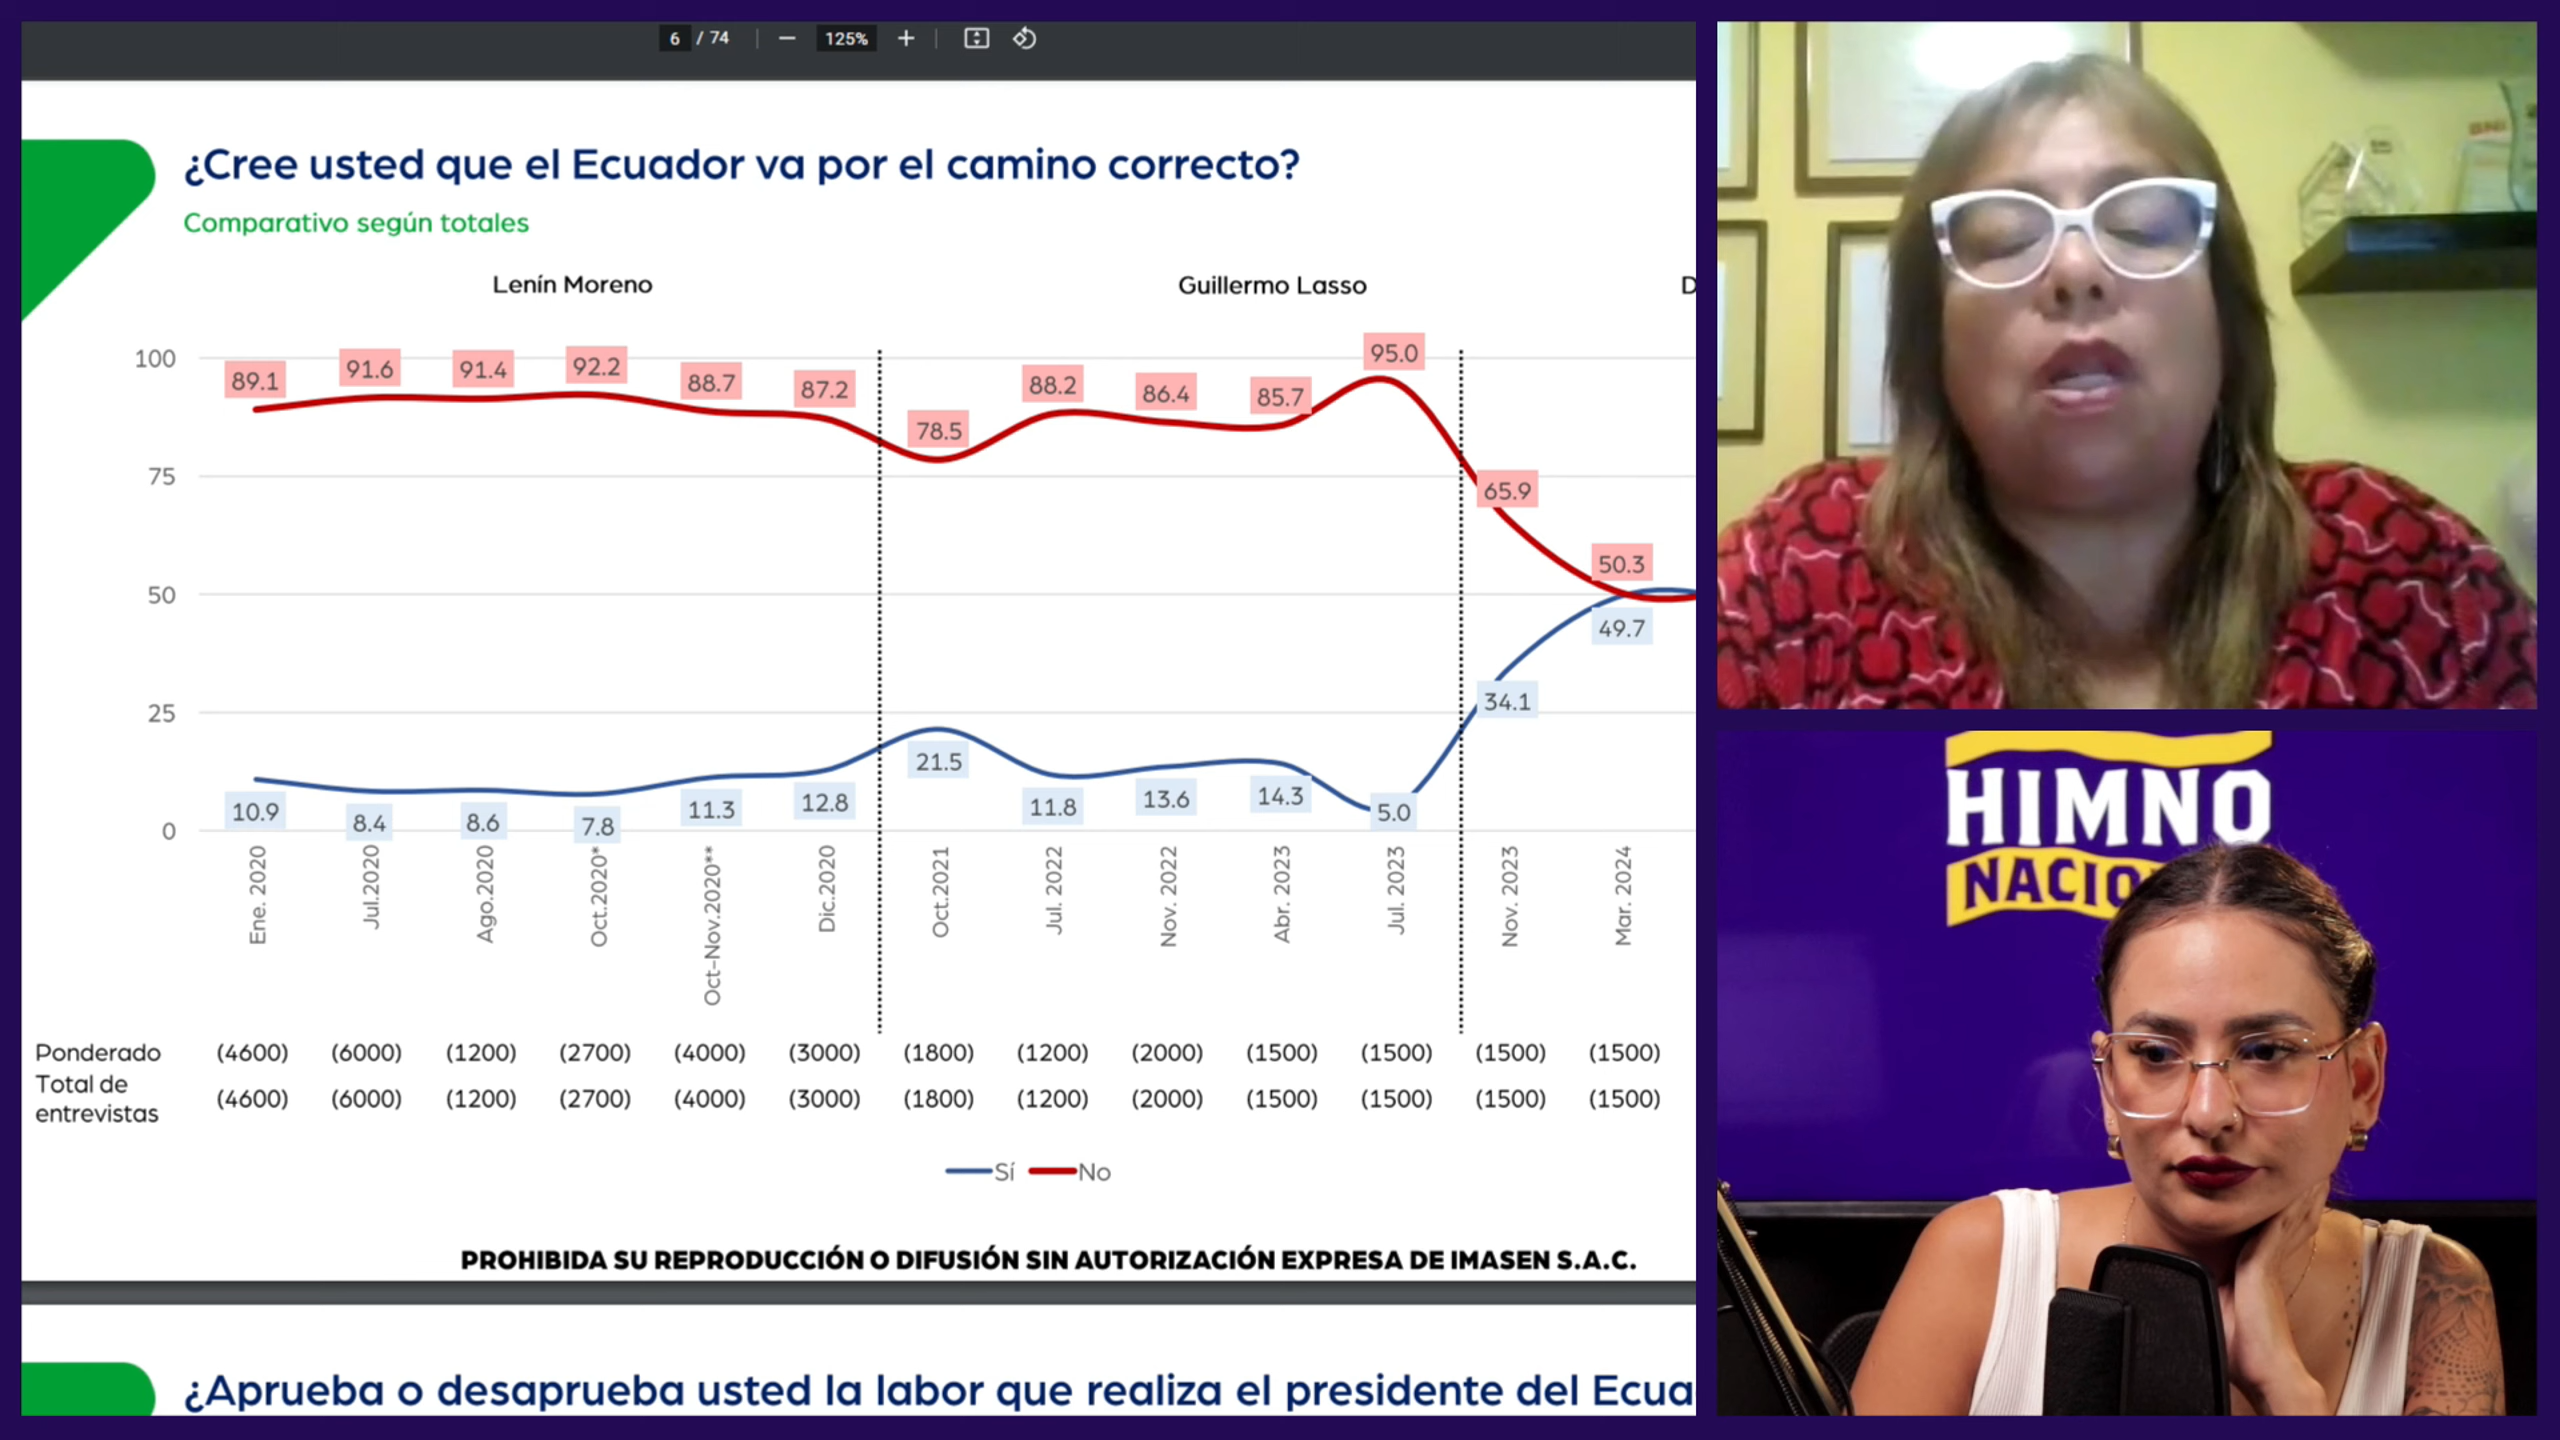 6 / 74 − 125% +
¿Cree usted que el Ecuador va por el camino correcto?
Comparativo según totales
Lenín Moreno Guillermo Lasso D
100 75 50 25 0
89.1 91.6 91.4 92.2 88.7 87.2 78.5 88.2 86.4 85.7 95.0 65.9 50.3
10.9 8.4 8.6 7.8 11.3 12.8 21.5 11.8 13.6 14.3 5.0 34.1 49.7
Ene. 2020 Jul.2020 Ago.2020 Oct.2020* Oct-Nov.2020** Dic.2020 Oct.2021 Jul. 2022 Nov. 2022 Abr. 2023 Jul. 2023 Nov. 2023 Mar. 2024
Ponderado (4600) (6000) (1200) (2700) (4000) (3000) (1800) (1200) (2000) (1500) (1500) (1500) (1500)
Total de
entrevistas (4600) (6000) (1200) (2700) (4000) (3000) (1800) (1200) (2000) (1500) (1500) (1500) (1500)
Sí No
PROHIBIDA SU REPRODUCCIÓN O DIFUSIÓN SIN AUTORIZACIÓN EXPRESA DE IMASEN S.A.C.
¿Aprueba o desaprueba usted la labor que realiza el presidente del Ecua
HIMNO
NACIO